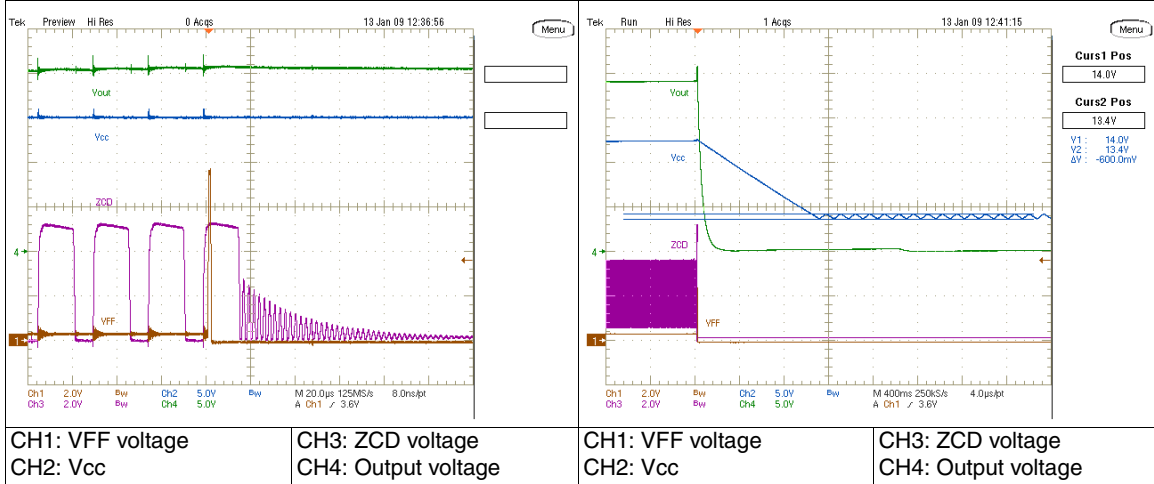 Tek Preview Hi Res 0 Acqs 13 Jan 09 12:36:56
Menu
Vout
Vcc
ZCD
4
VFF
1
Ch1 2.0V Bw Ch2 5.0V Bw M 20.0µs 125MS/s 8.0ns/pt
Ch3 2.0V Bw Ch4 5.0V A Ch1 / 3.6V
Tek Run Hi Res 1 Acqs 13 Jan 09 12:41:15
Menu
Curs1 Pos
14.0V
Curs2 Pos
13.4V
V1 : 14.0V
V2 : 13.4V
ΔV : -600.0mV
Vout
Vcc
4
ZCD
VFF
1
Ch1 2.0V Bw Ch2 5.0V Bw M 400ms 250kS/s 4.0µs/pt
Ch3 2.0V Bw Ch4 5.0V A Ch1 / 3.6V
CH1: VFF voltage
CH2: Vcc
CH3: ZCD voltage
CH4: Output voltage
CH1: VFF voltage
CH2: Vcc
CH3: ZCD voltage
CH4: Output voltage